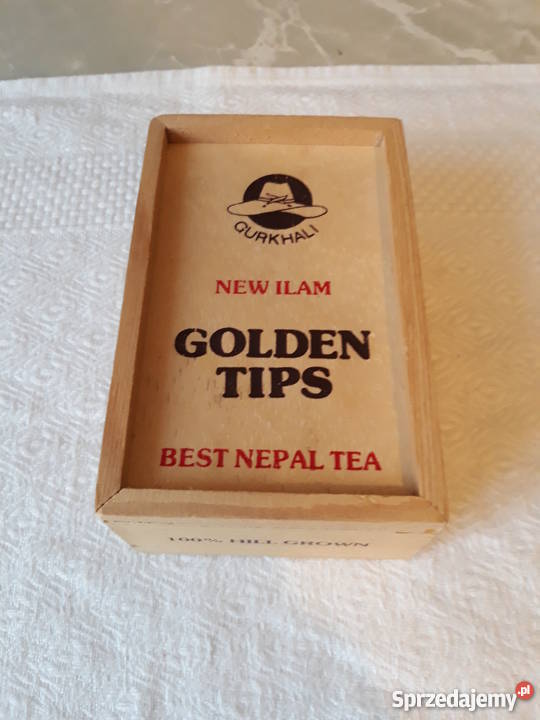 GURKHALI
NEW ILAM
GOLDEN
TIPS
BEST NEPAL TEA
100% HILL GROWN
Sprzedajemy.pl